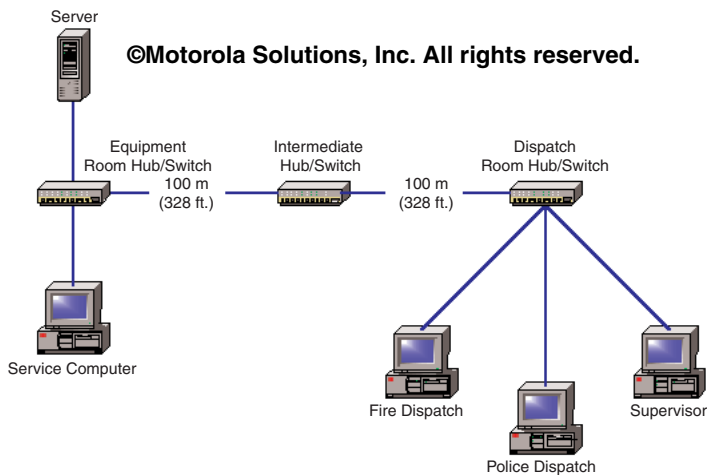 Server
©Motorola Solutions, Inc. All rights reserved.
Equipment
Room Hub/Switch
Intermediate
Hub/Switch
Dispatch
Room Hub/Switch
100 m
(328 ft.)
100 m
(328 ft.)
Service Computer
Fire Dispatch
Supervisor
Police Dispatch